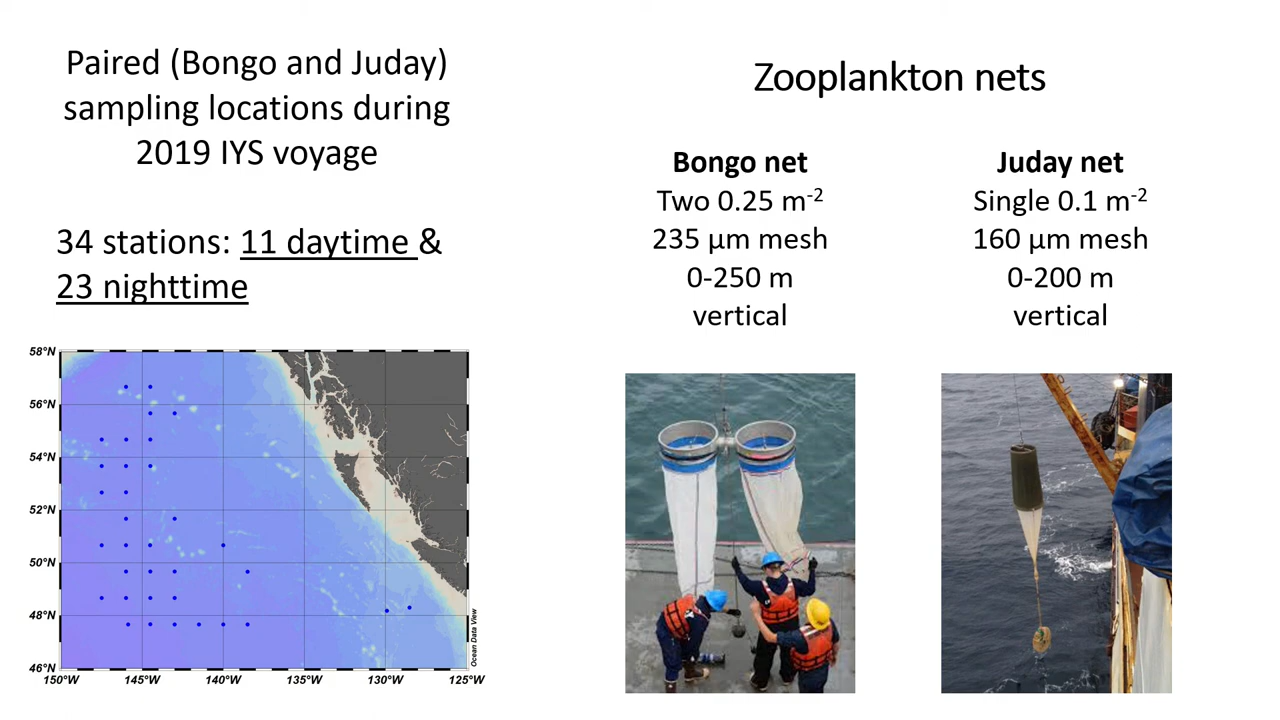 Paired (Bongo and Juday)
sampling locations during
2019 IYS voyage
34 stations: 11 daytime &
23 nighttime
58°N
56°N
54°N
52°N
50°N
48°N
46°N
150°W
145°W
140°W
135°W
130°W
125°W
Ocean Data View
Zooplankton nets
Bongo net
Two 0.25 m-2
235 µm mesh
0-250 m
vertical
Juday net
Single 0.1 m-2
160 µm mesh
0-200 m
vertical